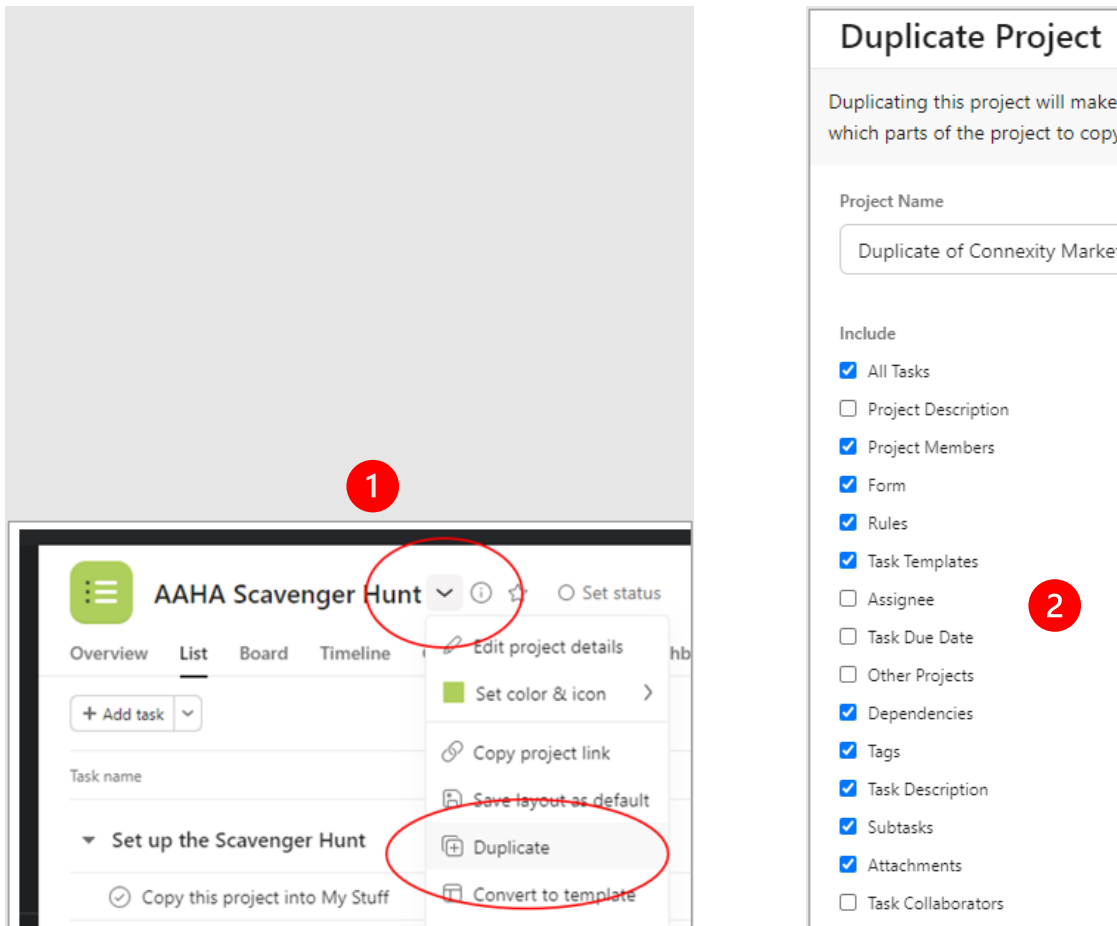 1
AAHA Scavenger Hunt
Set status
Overview List Board Timeline
Edit project details
Set color & icon
+ Add task
Copy project link
Task name
Save layout as default
Set up the Scavenger Hunt
Duplicate
Copy this project into My Stuff
Convert to template
Duplicate Project
Duplicating this project will make
which parts of the project to copy
Project Name
Duplicate of Connexity Marke
Include
All Tasks
Project Description
Project Members
Form
Rules
Task Templates
Assignee
2
Task Due Date
Other Projects
Dependencies
Tags
Task Description
Subtasks
Attachments
Task Collaborators